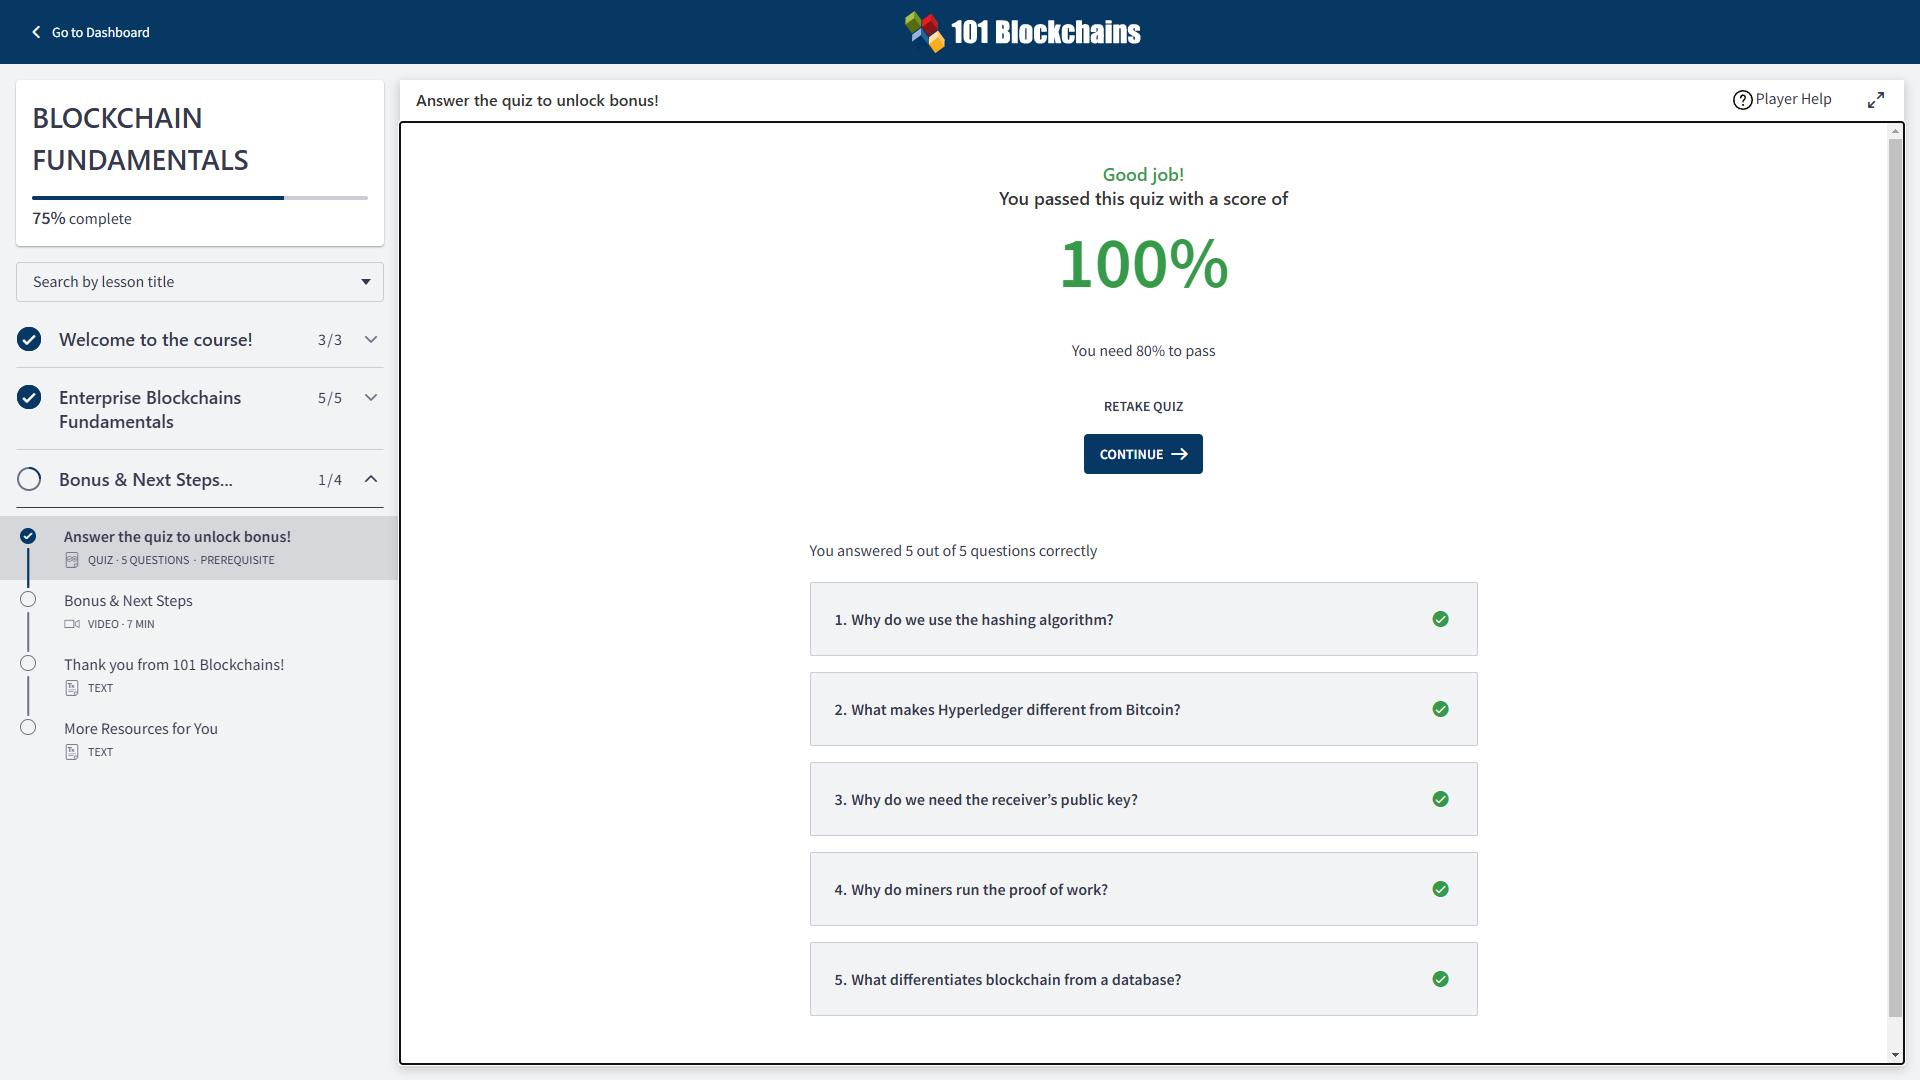 Go to Dashboard
101 Blockchains
BLOCKCHAIN
FUNDAMENTALS
75% complete
Search by lesson title
Welcome to the course!
3/3
Enterprise Blockchains
Fundamentals
5/5
Bonus & Next Steps...
1/4
Answer the quiz to unlock bonus!
QUIZ · 5 QUESTIONS · PREREQUISITE
Bonus & Next Steps
VIDEO · 7 MIN
Thank you from 101 Blockchains!
TEXT
More Resources for You
TEXT
Answer the quiz to unlock bonus!
Player Help
Good job!
You passed this quiz with a score of
100%
You need 80% to pass
RETAKE QUIZ
CONTINUE
You answered 5 out of 5 questions correctly
1. Why do we use the hashing algorithm?
2. What makes Hyperledger different from Bitcoin?
3. Why do we need the receiver’s public key?
4. Why do miners run the proof of work?
5. What differentiates blockchain from a database?